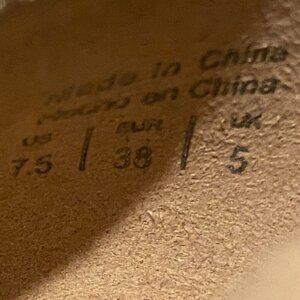 Made in China
Hecho en China
US | EUR | UK
7.5 | 38 | 5